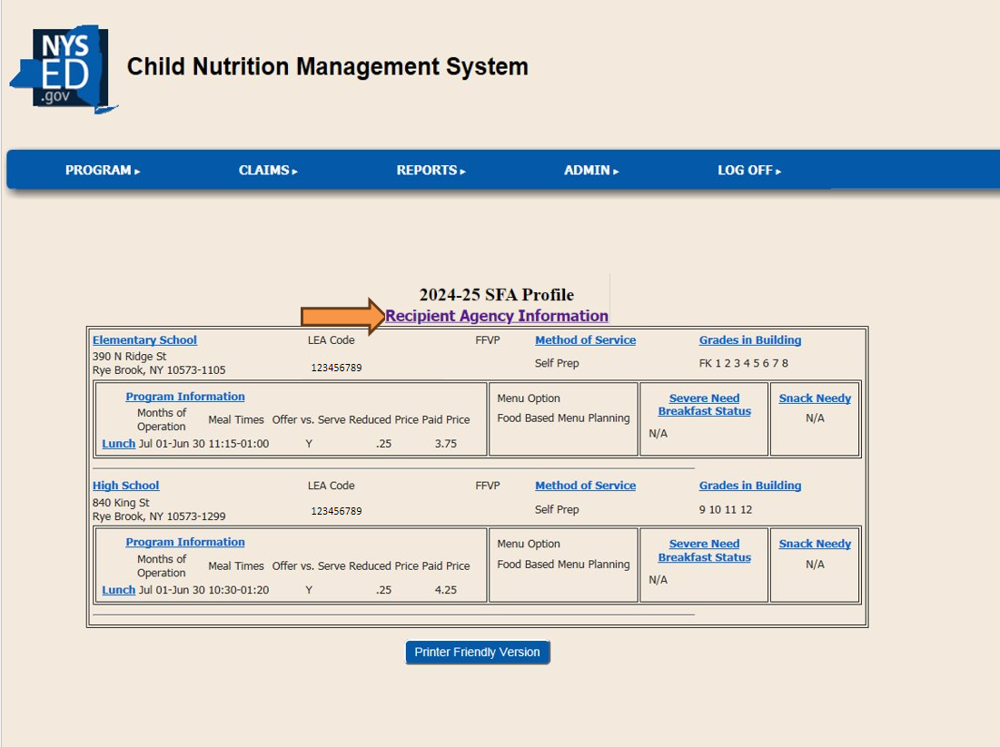 NYS
ED
.gov
Child Nutrition Management System
PROGRAM ▸ CLAIMS ▸ REPORTS ▸ ADMIN ▸ LOG OFF ▸
2024-25 SFA Profile
Recipient Agency Information
Elementary School LEA Code FFVP Method of Service Grades in Building
390 N Ridge St
Rye Brook, NY 10573-1105 123456789 Self Prep FK 1 2 3 4 5 6 7 8
Program Information Menu Option Severe Need Breakfast Status Snack Needy
Months of Operation Meal Times Offer vs. Serve Reduced Price Paid Price Food Based Menu Planning N/A N/A
Lunch Jul 01-Jun 30 11:15-01:00 Y .25 3.75
High School LEA Code FFVP Method of Service Grades in Building
840 King St
Rye Brook, NY 10573-1299 123456789 Self Prep 9 10 11 12
Program Information Menu Option Severe Need Breakfast Status Snack Needy
Months of Operation Meal Times Offer vs. Serve Reduced Price Paid Price Food Based Menu Planning N/A N/A
Lunch Jul 01-Jun 30 10:30-01:20 Y .25 4.25
Printer Friendly Version